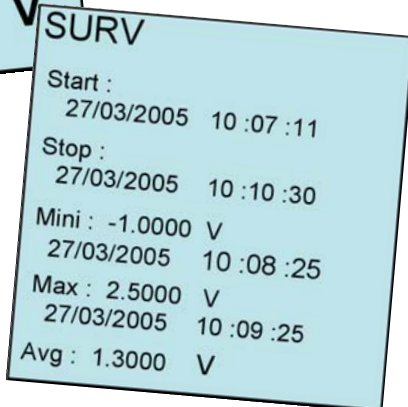 V
SURV
Start :
27/03/2005 10 :07 :11
Stop :
27/03/2005 10 :10 :30
Mini : -1.0000 V
27/03/2005 10 :08 :25
Max : 2.5000 V
27/03/2005 10 :09 :25
Avg : 1.3000 V